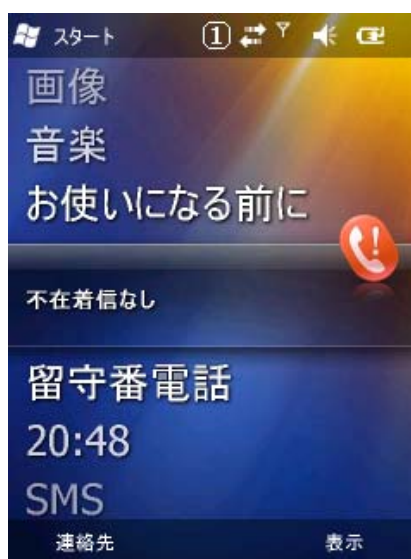 スタート 1
画像
音楽
お使いになる前に
不在着信なし
留守番電話
20:48
SMS
連絡先 表示